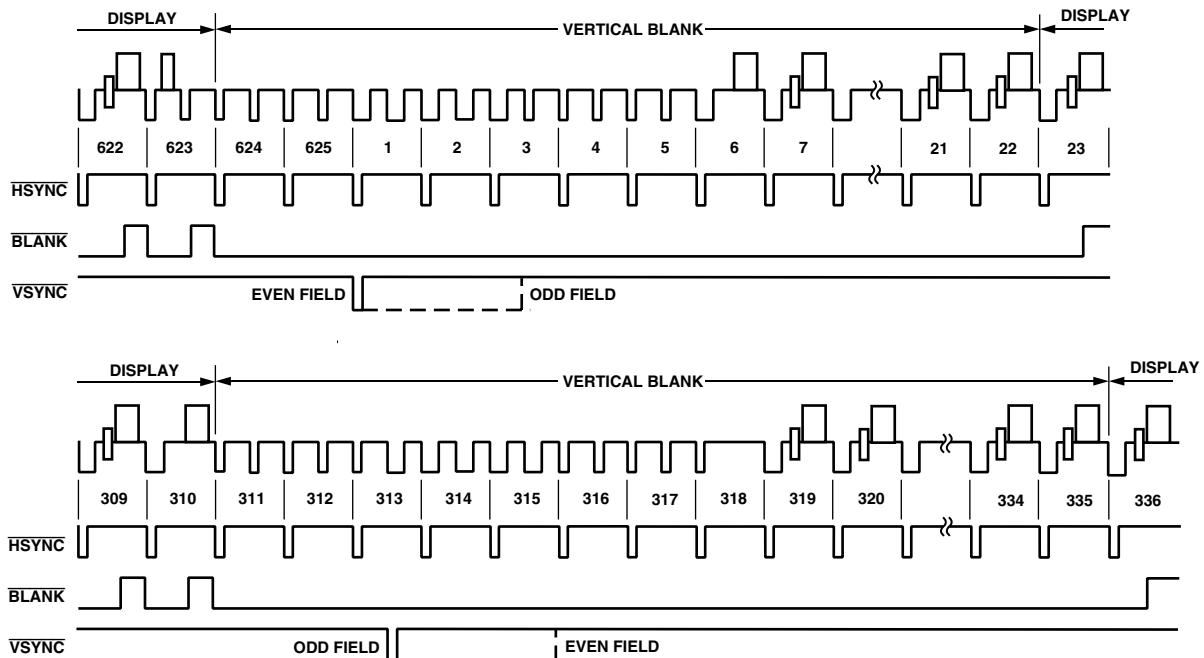 DISPLAY VERTICAL BLANK DISPLAY
622 623 624 625 1 2 3 4 5 6 7 21 22 23
HSYNC
BLANK
VSYNC EVEN FIELD ODD FIELD
DISPLAY VERTICAL BLANK DISPLAY
309 310 311 312 313 314 315 316 317 318 319 320 334 335 336
HSYNC
BLANK
VSYNC ODD FIELD EVEN FIELD